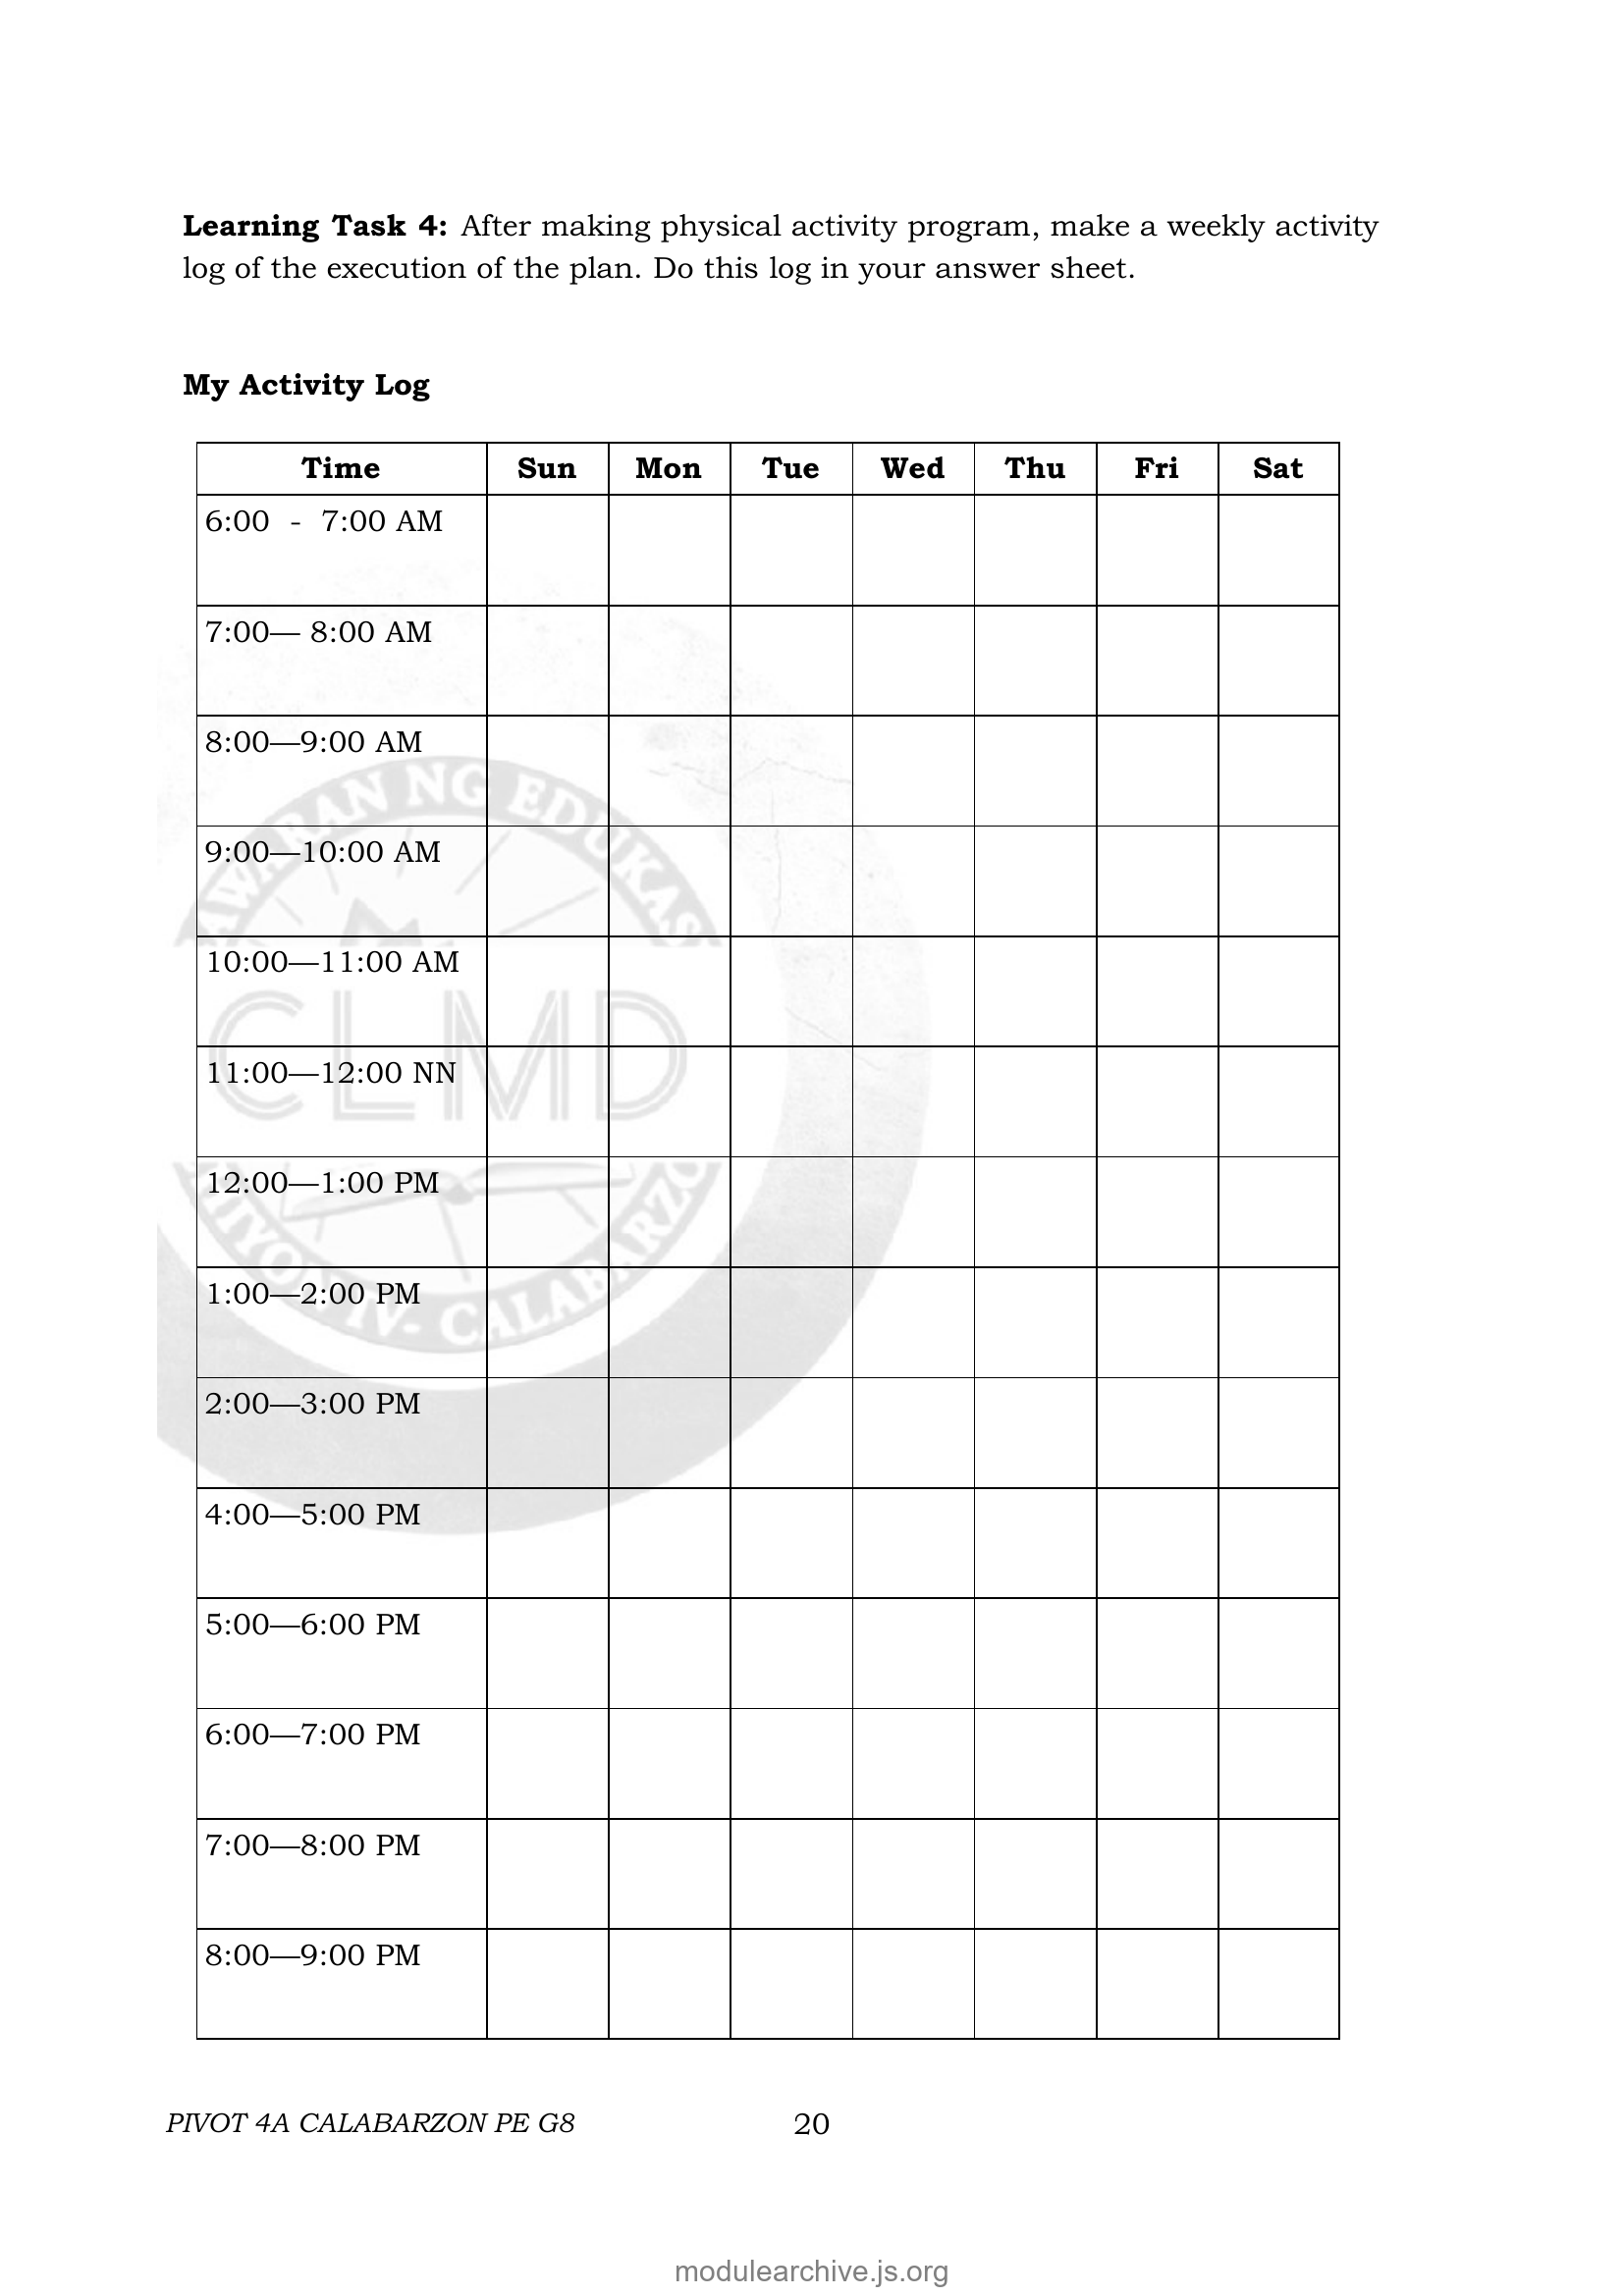 Learning Task 4: After making physical activity program, make a weekly activity
log of the execution of the plan. Do this log in your answer sheet.
My Activity Log
Time Sun Mon Tue Wed Thu Fri Sat
6:00 - 7:00 AM
7:00— 8:00 AM
8:00—9:00 AM
9:00—10:00 AM
10:00—11:00 AM
11:00—12:00 NN
12:00—1:00 PM
1:00—2:00 PM
2:00—3:00 PM
4:00—5:00 PM
5:00—6:00 PM
6:00—7:00 PM
7:00—8:00 PM
8:00—9:00 PM
AWARAN NG EDUKAS
CLMD
IV- CALABARZO
PIVOT 4A CALABARZON PE G8 20
modulearchive.js.org